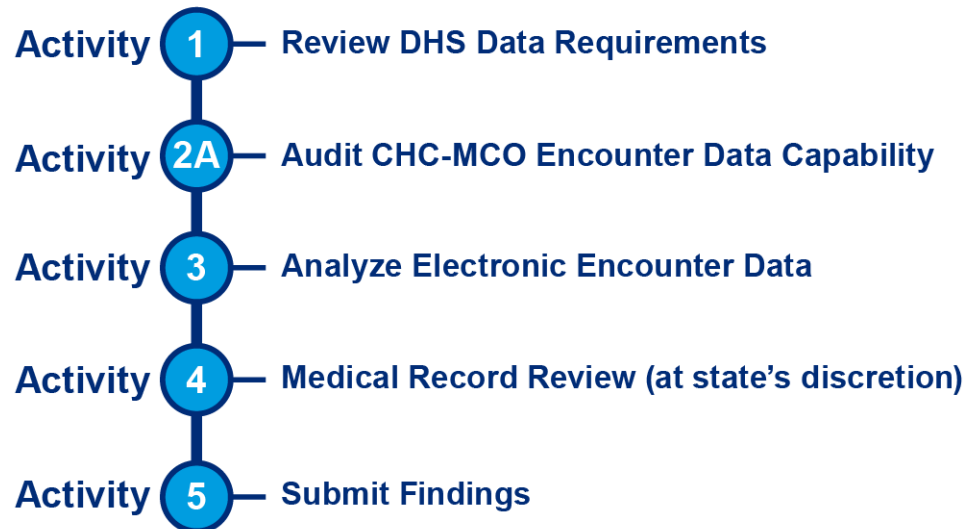 Activity 1 Review DHS Data Requirements
Activity 2A Audit CHC-MCO Encounter Data Capability
Activity 3 Analyze Electronic Encounter Data
Activity 4 Medical Record Review (at state’s discretion)
Activity 5 Submit Findings